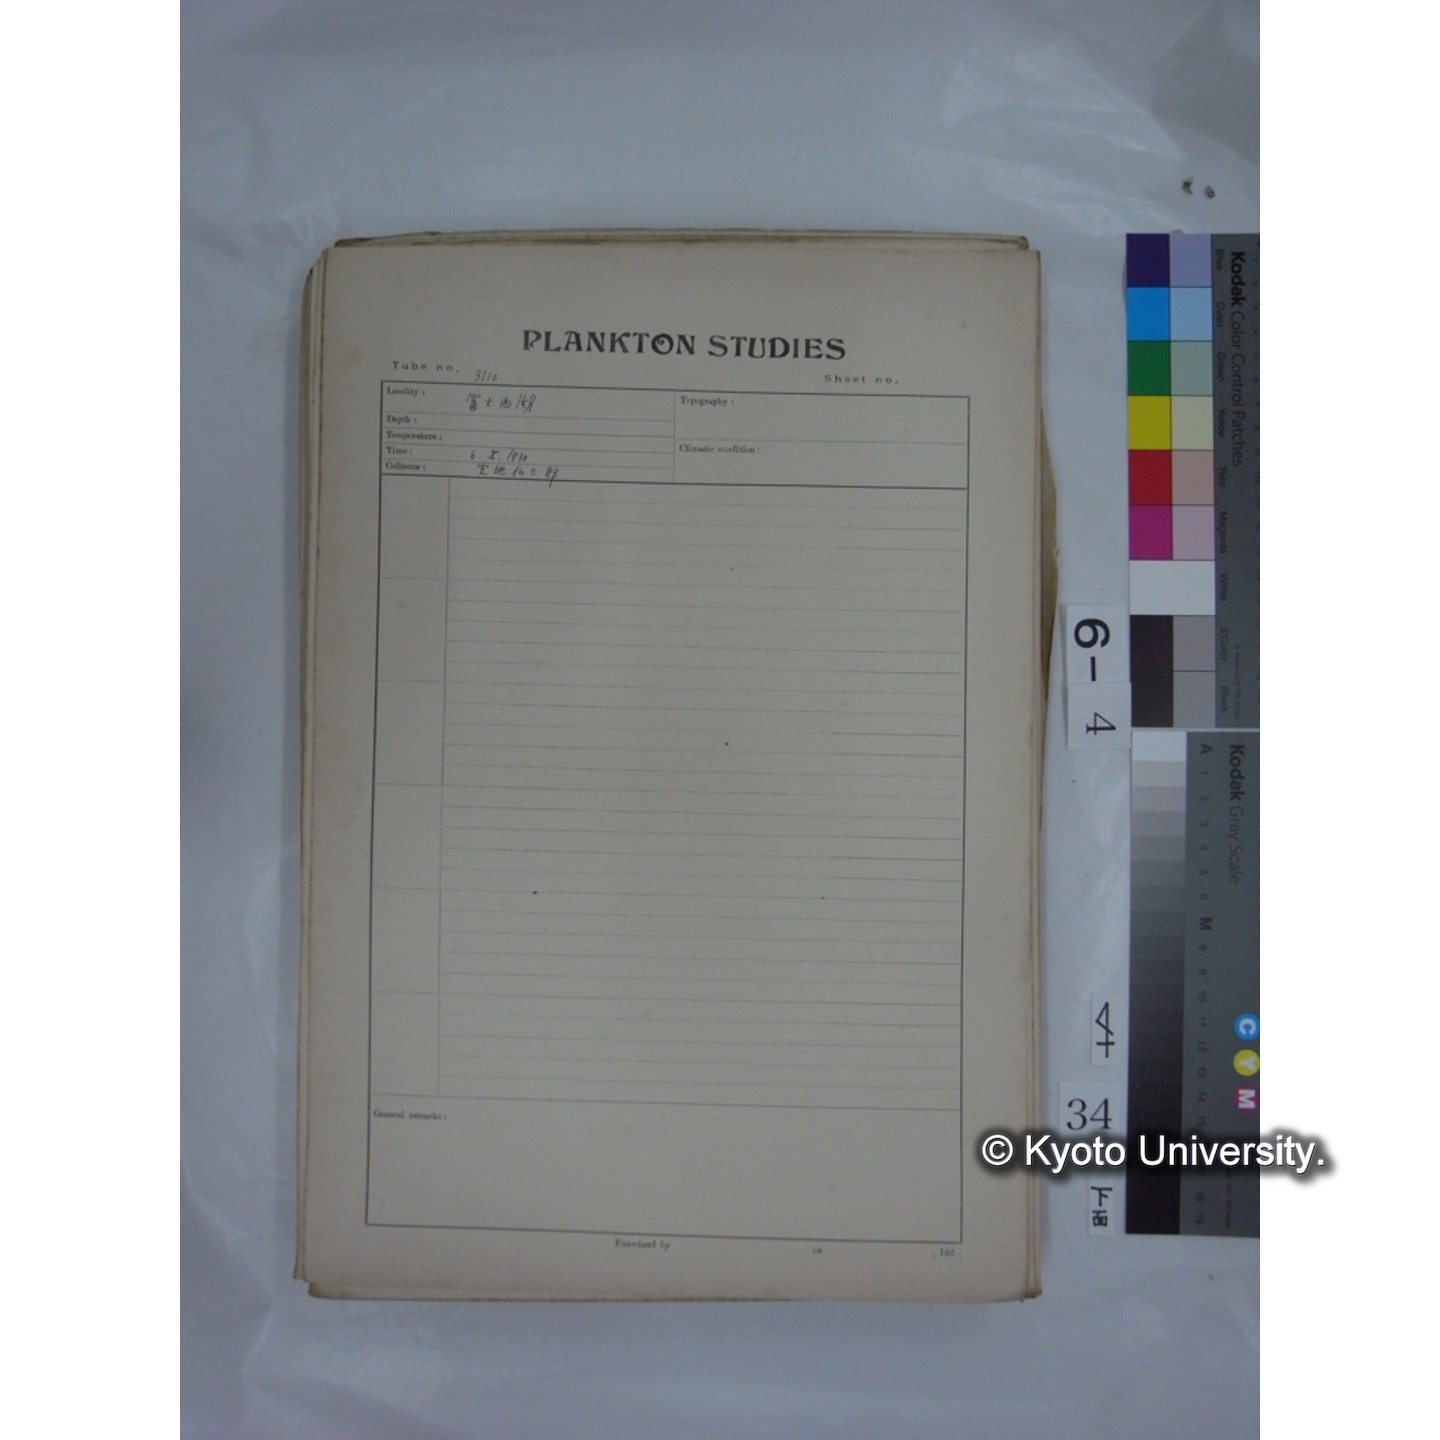 PLANKTON STUDIES
Tube no. 3110
Sheet no.
Locality : 富士西湖
Topography :
Depth :
Temperature :
Climatic condition :
Time : 6. X. 1930
Collector :
General remarks :
Examined by
on
, 192 .
6-4
4
34
下
Kodak Color Control Patches
Blue Cyan Green Yellow Red Magenta White 3/Color Black
Kodak Gray Scale
A 1 2 3 4 5 6 M 8 9 10 11 12 13 14 15 18 19
C Y M
© Kyoto University.